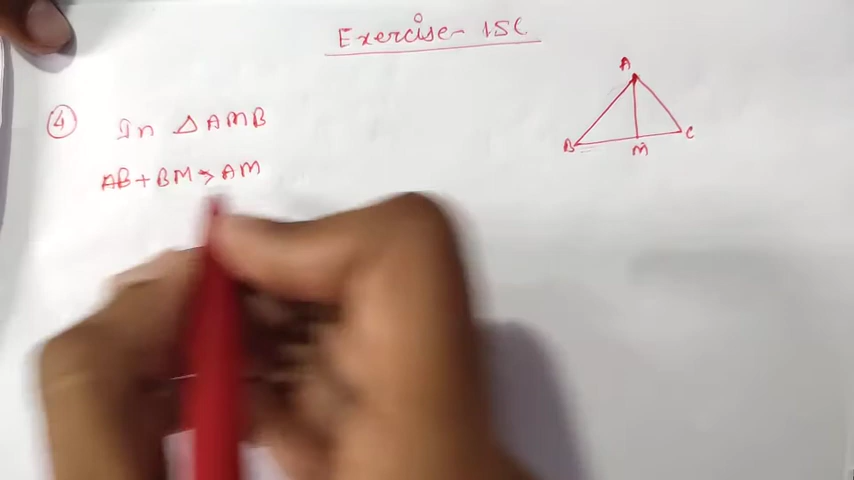 Exercise- 15C
4 In △ AMB
AB + BM > AM
A
B
M
C